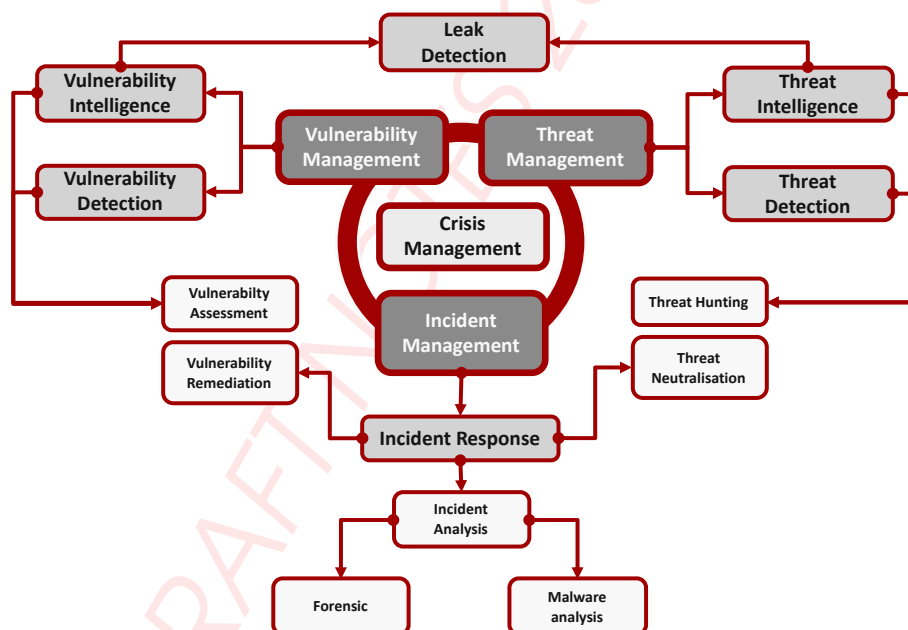 Leak
Detection
Vulnerability
Intelligence
Threat
Intelligence
Vulnerability
Management
Threat
Management
Vulnerability
Detection
Threat
Detection
Crisis
Management
Vulnerabilty
Assessment
Threat Hunting
Incident
Management
Vulnerability
Remediation
Threat
Neutralisation
Incident Response
Incident
Analysis
Forensic
Malware
analysis